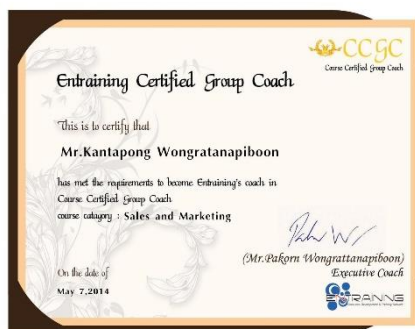 CCGC
Course Certified Group Coach
Entraining Certified Group Coach
This is to certify that
Mr.Kantapong Wongratanapiboon
has met the requirements to become Entraining's coach in
Course Certified Group Coach
course catagory : Sales and Marketing
(Mr.Pakorn Wongrattanapiboon)
Executive Coach
On the date of
May 7,2014
ENTRAINING